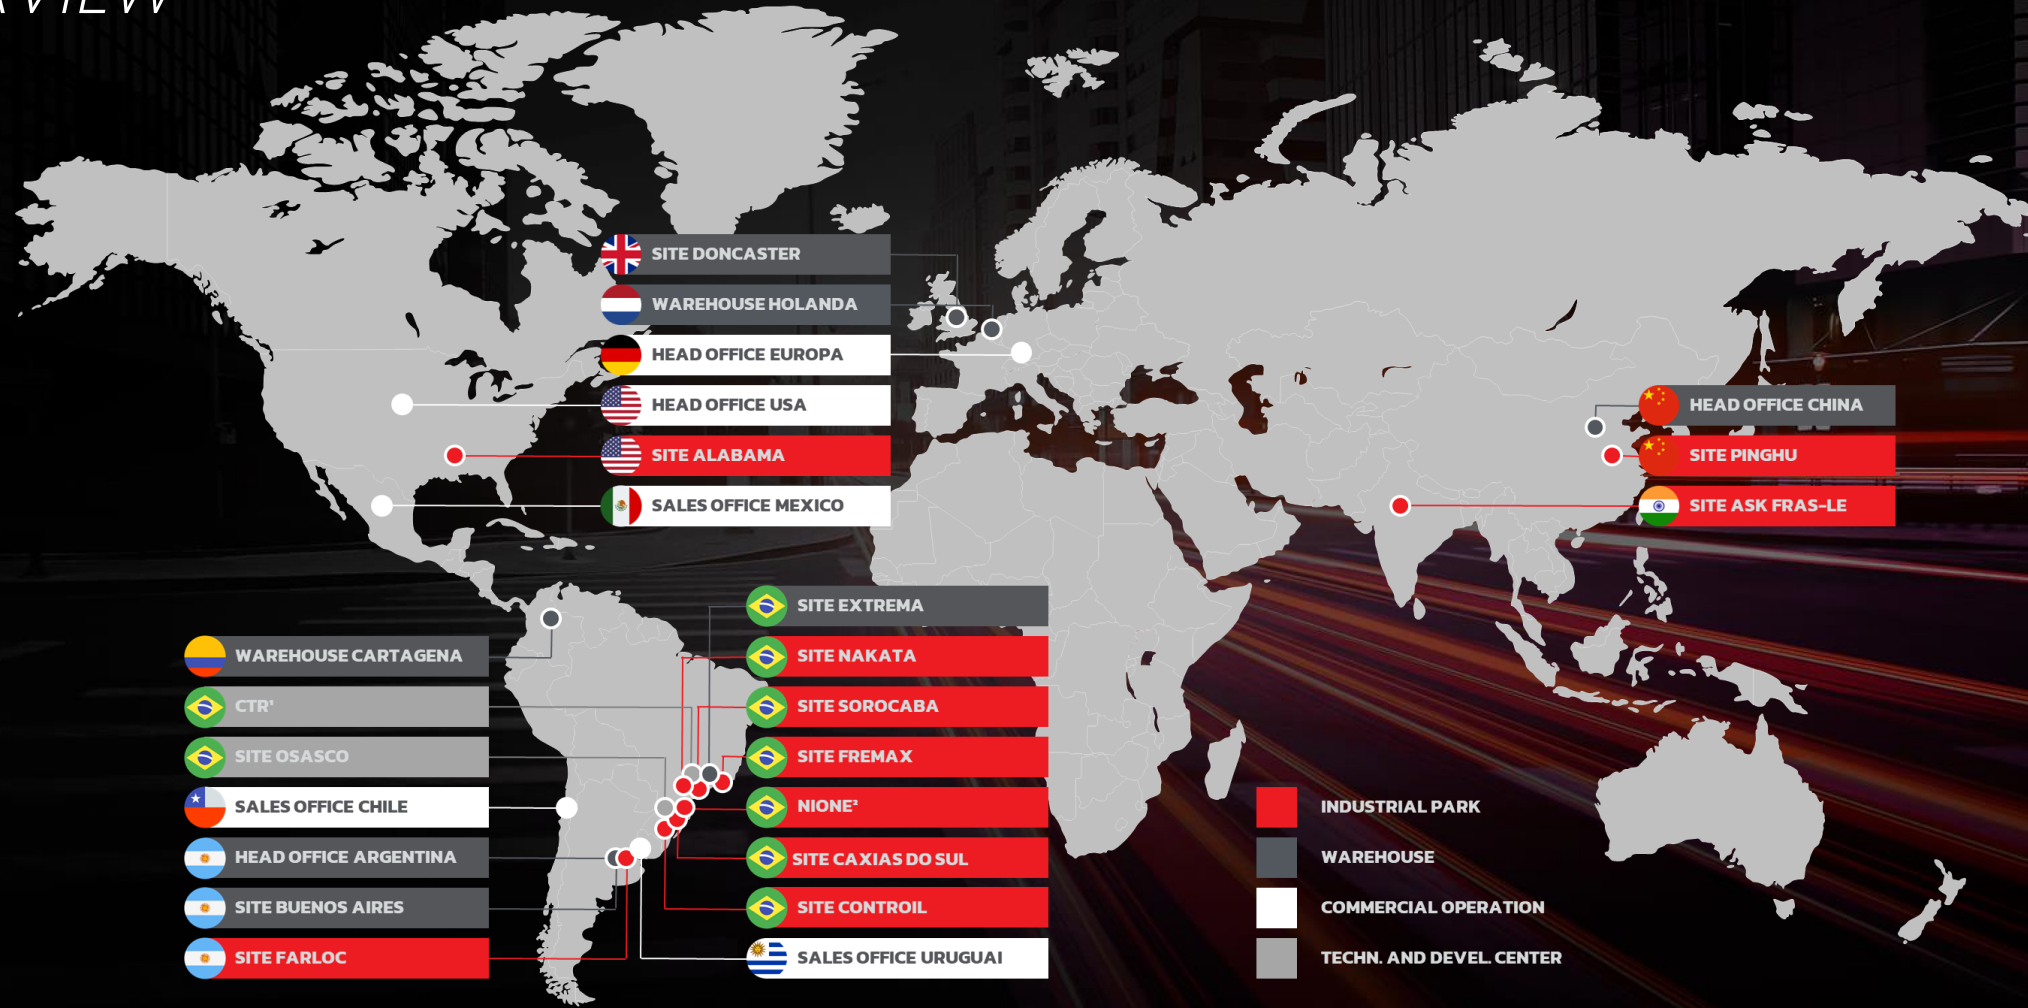 SITE DONCASTER
WAREHOUSE HOLANDA
HEAD OFFICE EUROPA
HEAD OFFICE USA
SITE ALABAMA
SALES OFFICE MEXICO
HEAD OFFICE CHINA
SITE PINGHU
SITE ASK FRAS-LE
WAREHOUSE CARTAGENA
CTR¹
SITE OSASCO
SALES OFFICE CHILE
HEAD OFFICE ARGENTINA
SITE BUENOS AIRES
SITE FARLOC
SITE EXTREMA
SITE NAKATA
SITE SOROCABA
SITE FREMAX
NIONE²
SITE CAXIAS DO SUL
SITE CONTROIL
SALES OFFICE URUGUAI
INDUSTRIAL PARK
WAREHOUSE
COMMERCIAL OPERATION
TECHN. AND DEVEL. CENTER